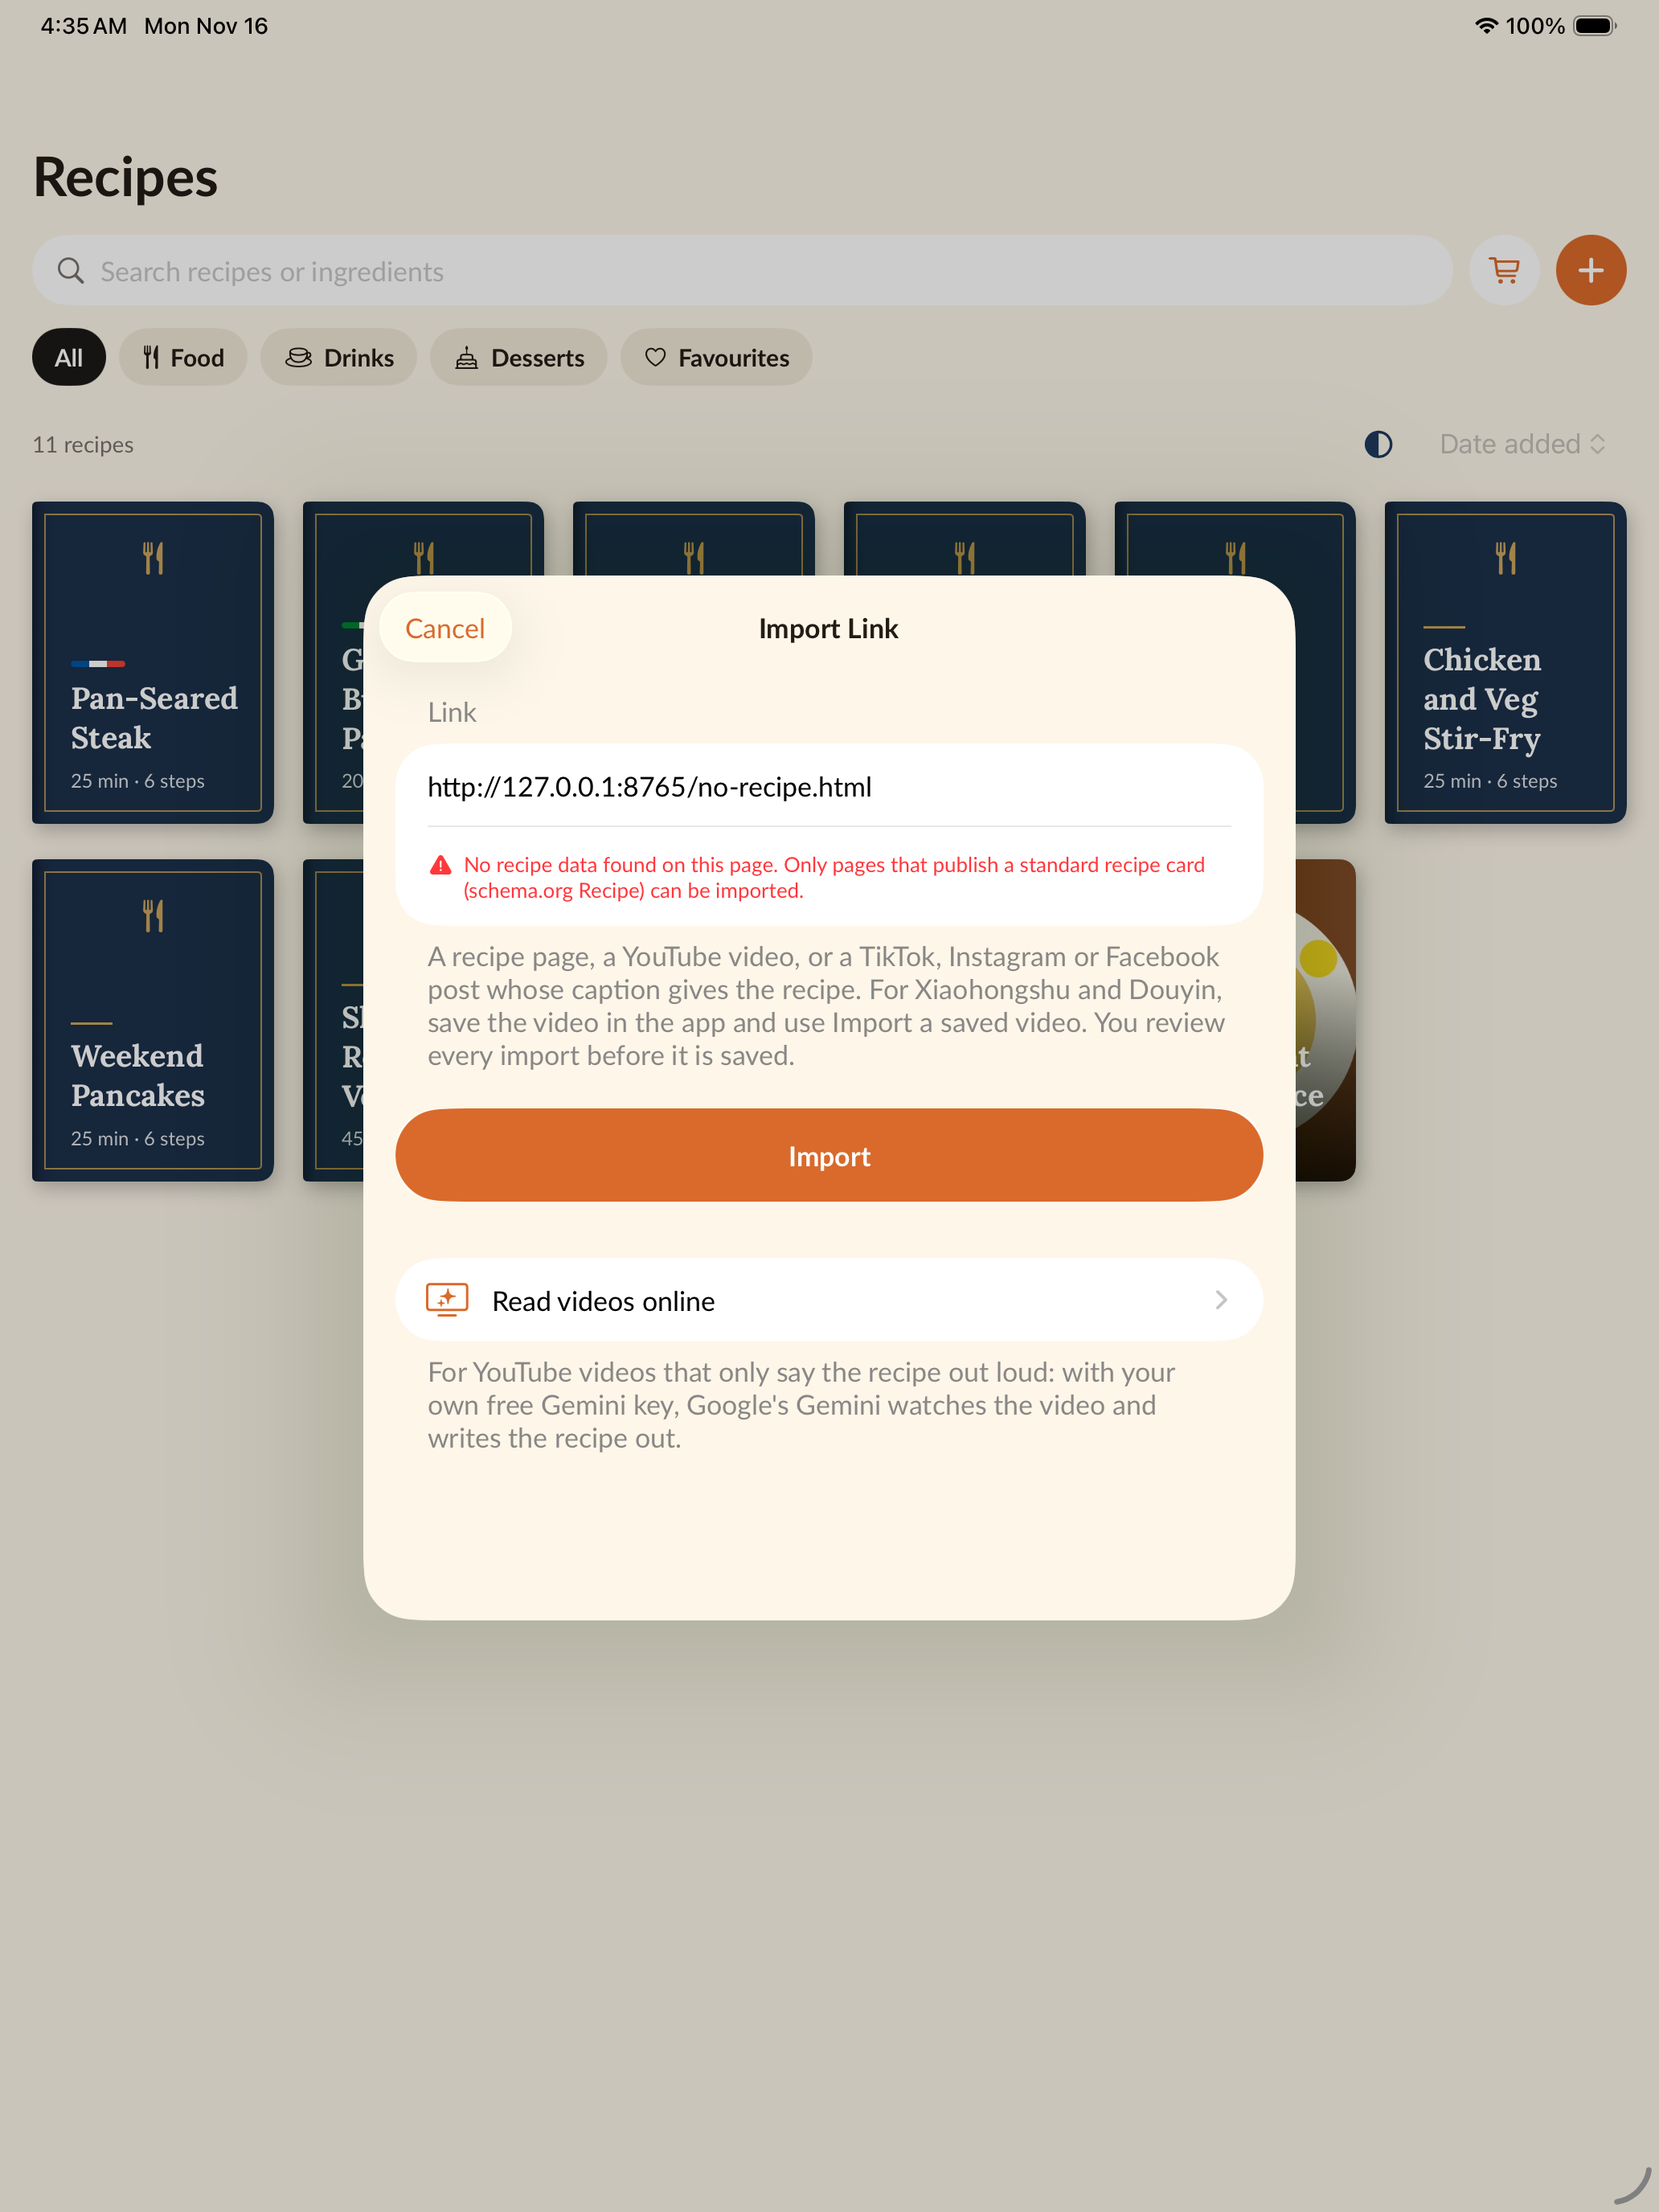 4:35 AM Mon Nov 16
100%
Recipes
Search recipes or ingredients
All
Food
Drinks
Desserts
Favourites
11 recipes
Date added
Pan-Seared
Steak
25 min · 6 steps
Chicken
and Veg
Stir-Fry
25 min · 6 steps
Weekend
Pancakes
25 min · 6 steps
Cancel
Import Link
Link
http://127.0.0.1:8765/no-recipe.html
No recipe data found on this page. Only pages that publish a standard recipe card
(schema.org Recipe) can be imported.
A recipe page, a YouTube video, or a TikTok, Instagram or Facebook
post whose caption gives the recipe. For Xiaohongshu and Douyin,
save the video in the app and use Import a saved video. You review
every import before it is saved.
Import
Read videos online
For YouTube videos that only say the recipe out loud: with your
own free Gemini key, Google's Gemini watches the video and
writes the recipe out.